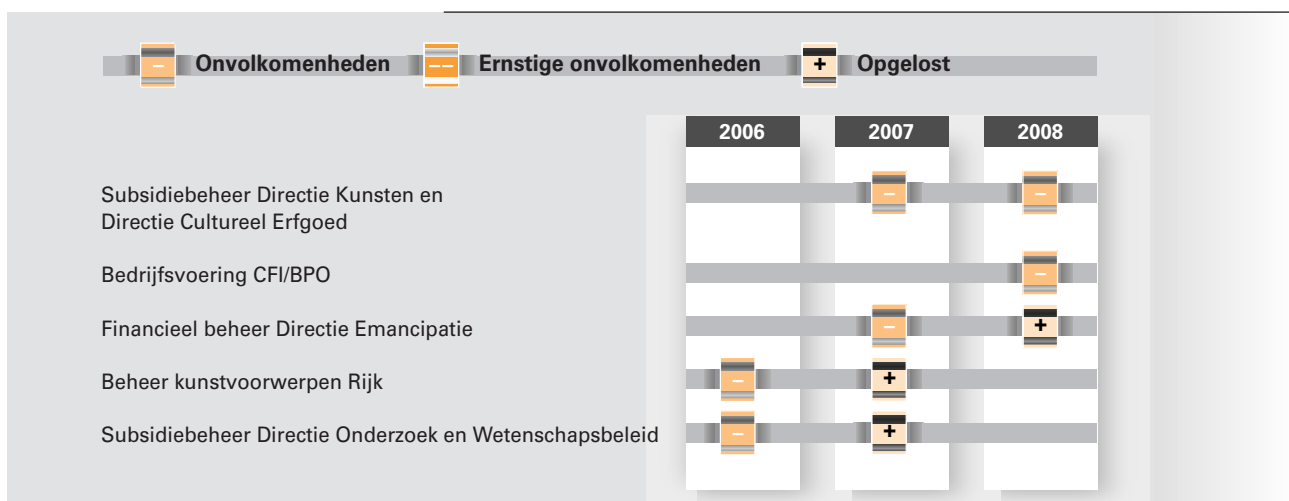 – Onvolkomenheden –– Ernstige onvolkomenheden + Opgelost
2006 2007 2008
Subsidiebeheer Directie Kunsten en – –
Directie Cultureel Erfgoed
Bedrijfsvoering CFI/BPO –
Financieel beheer Directie Emancipatie – +
Beheer kunstvoorwerpen Rijk – +
Subsidiebeheer Directie Onderzoek en Wetenschapsbeleid – +